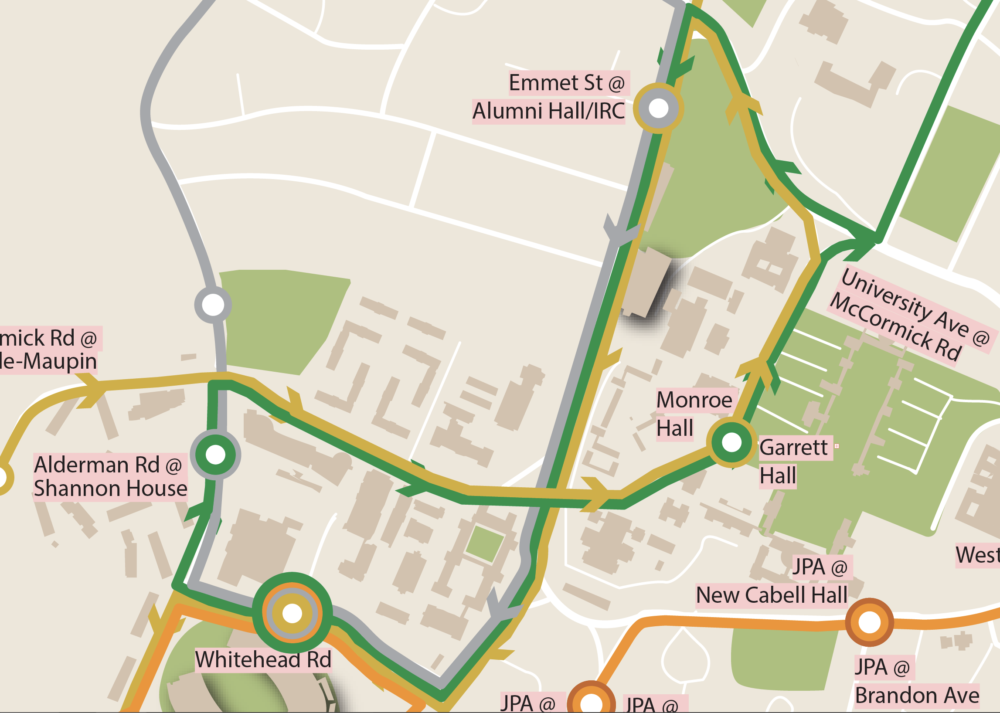 Emmet St @
Alumni Hall/IRC
University Ave @
McCormick Rd
mick Rd @
le-Maupin
Monroe
Hall
Garrett
Hall
Alderman Rd @
Shannon House
West
JPA @
New Cabell Hall
Whitehead Rd
JPA @
Brandon Ave
JPA @
JPA @